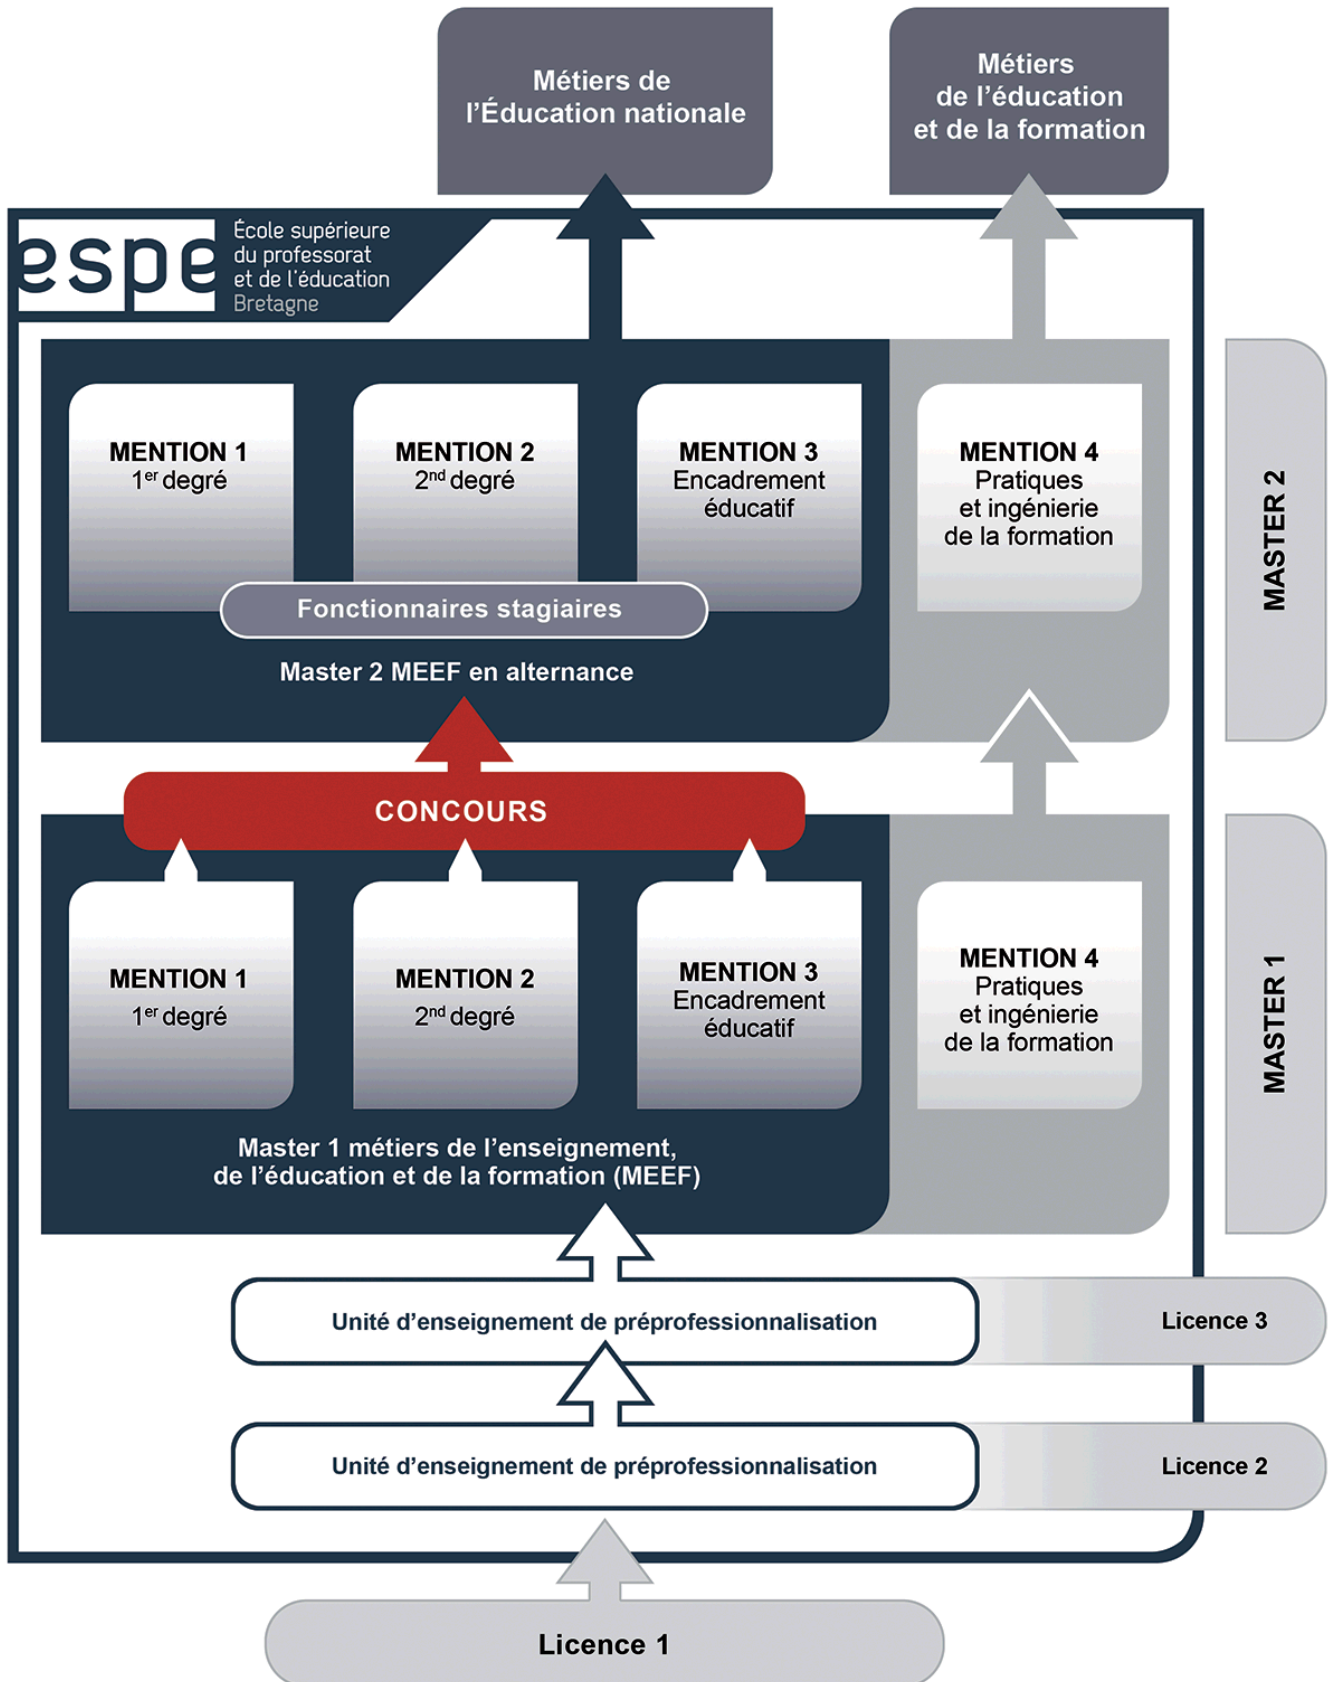 Métiers de
l'Éducation nationale
Métiers
de l'éducation
et de la formation
espe
École supérieure
du professorat
et de l'éducation
Bretagne
MENTION 1
1er degré
MENTION 2
2nd degré
MENTION 3
Encadrement
éducatif
MENTION 4
Pratiques
et ingénierie
de la formation
MASTER 2
Fonctionnaires stagiaires
Master 2 MEEF en alternance
CONCOURS
MENTION 1
1er degré
MENTION 2
2nd degré
MENTION 3
Encadrement
éducatif
MENTION 4
Pratiques
et ingénierie
de la formation
MASTER 1
Master 1 métiers de l'enseignement,
de l'éducation et de la formation (MEEF)
Unité d'enseignement de préprofessionnalisation
Licence 3
Unité d'enseignement de préprofessionnalisation
Licence 2
Licence 1